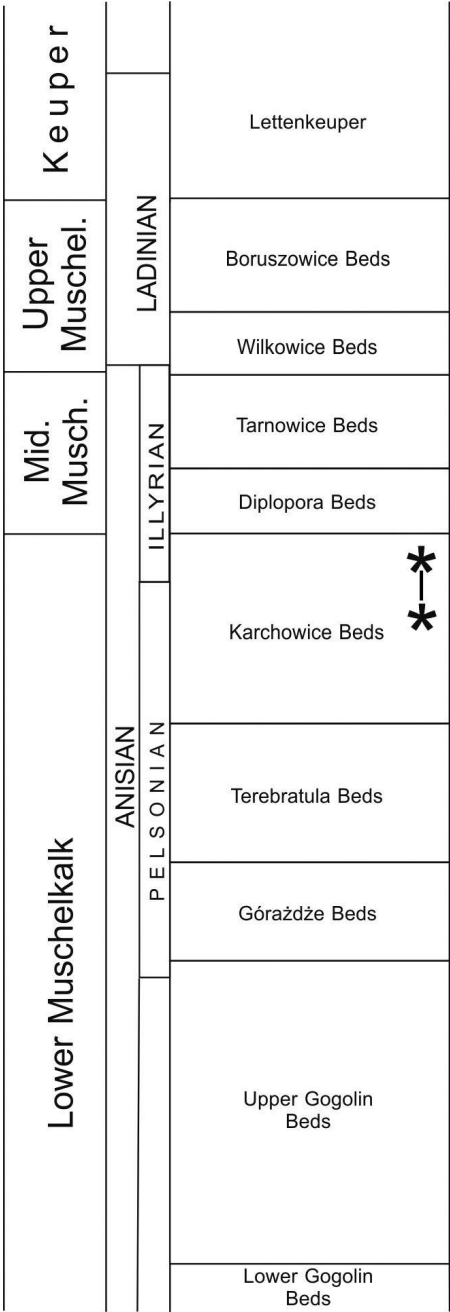 Keuper
Upper
Muschel.
Mid.
Musch.
Lower Muschelkalk
LADINIAN
ANISIAN
ILLYRIAN
PELSONIAN
Lettenkeuper
Boruszowice Beds
Wilkowice Beds
Tarnowice Beds
Diplopora Beds
Karchowice Beds
*
*
Terebratula Beds
Górażdże Beds
Upper Gogolin
Beds
Lower Gogolin
Beds